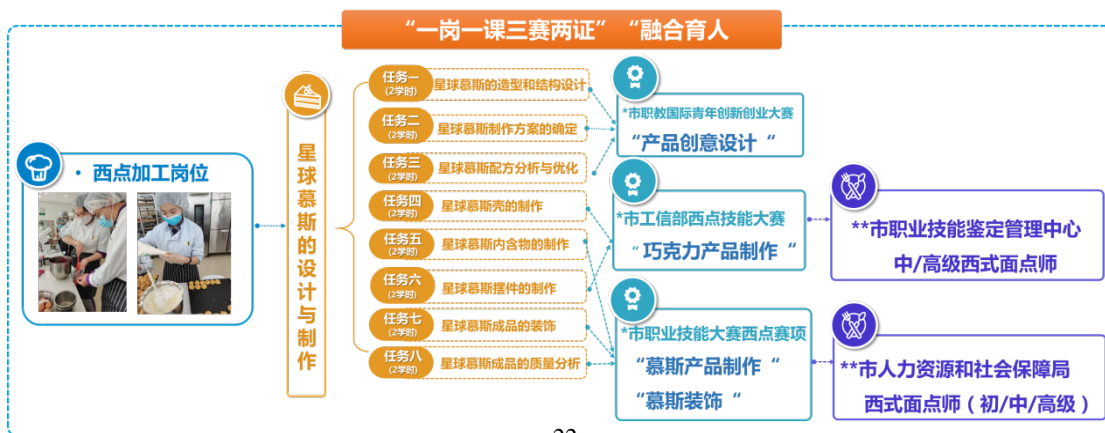 “一岗一课三赛两证”“融合育人
· 西点加工岗位
星球慕斯的设计与制作
任务一
(2学时)
星球慕斯的造型和结构设计
任务二
(2学时)
星球慕斯制作方案的确定
任务三
(2学时)
星球慕斯配方分析与优化
任务四
(2学时)
星球慕斯壳的制作
任务五
(2学时)
星球慕斯内含物的制作
任务六
(2学时)
星球慕斯摆件的制作
任务七
(2学时)
星球慕斯成品的装饰
任务八
(2学时)
星球慕斯成品的质量分析
*市职教国际青年创新创业大赛
“产品创意设计“
*市工信部西点技能大赛
“巧克力产品制作“
*市职业技能大赛西点赛项
“慕斯产品制作“
“慕斯装饰“
**市职业技能鉴定管理中心
中/高级西式面点师
**市人力资源和社会保障局
西式面点师（初/中/高级）